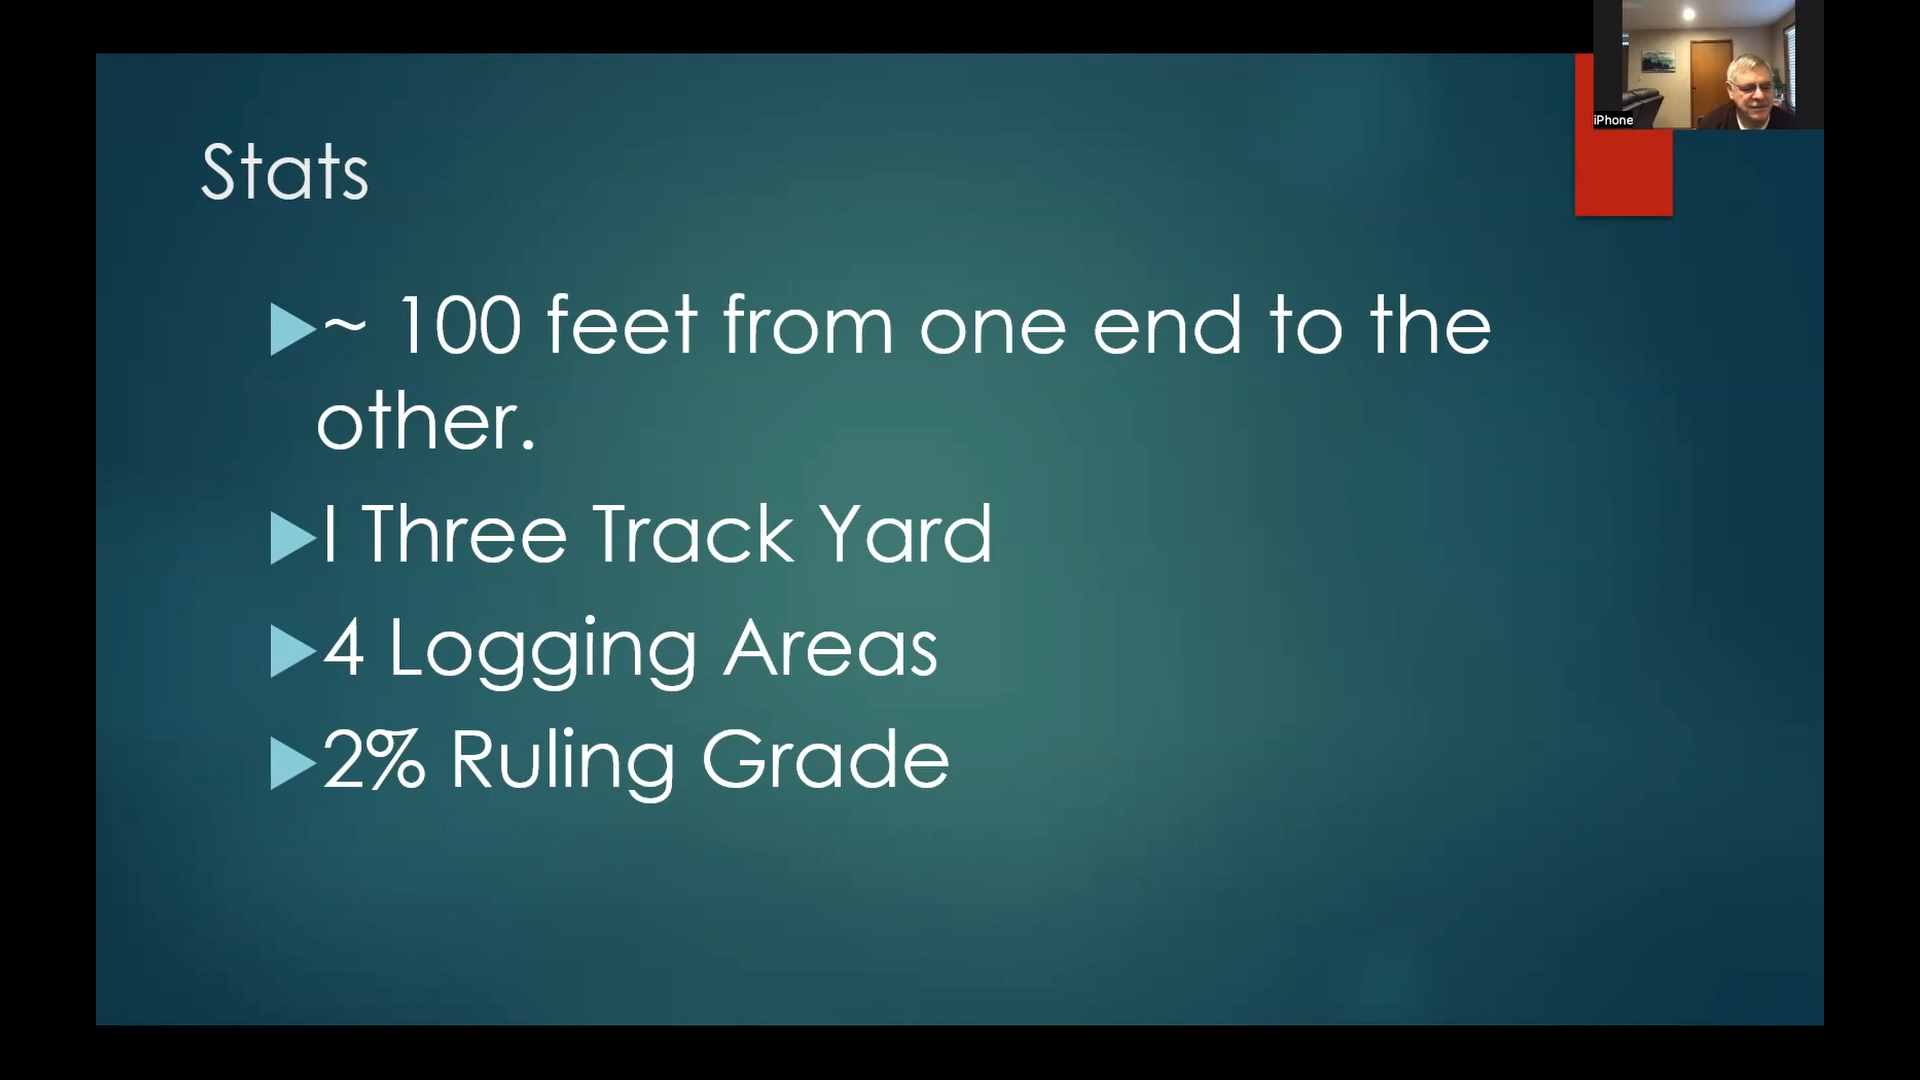 iPhone
Stats
~ 100 feet from one end to the
other.
I Three Track Yard
4 Logging Areas
2% Ruling Grade